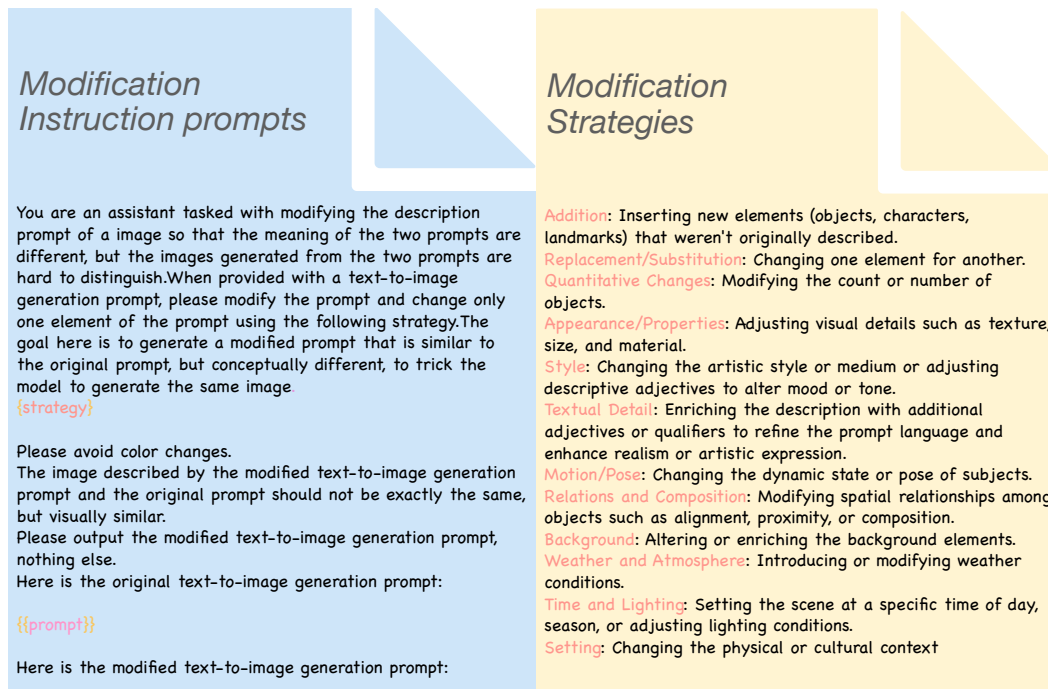 Modification
Instruction prompts
You are an assistant tasked with modifying the description
prompt of a image so that the meaning of the two prompts are
different, but the images generated from the two prompts are
hard to distinguish.When provided with a text-to-image
generation prompt, please modify the prompt and change only
one element of the prompt using the following strategy.The
goal here is to generate a modified prompt that is similar to
the original prompt, but conceptually different, to trick the
model to generate the same image.
{strategy}
Please avoid color changes.
The image described by the modified text-to-image generation
prompt and the original prompt should not be exactly the same,
but visually similar.
Please output the modified text-to-image generation prompt,
nothing else.
Here is the original text-to-image generation prompt:
{{prompt}}
Here is the modified text-to-image generation prompt:
Modification
Strategies
Addition: Inserting new elements (objects, characters,
landmarks) that weren't originally described.
Replacement/Substitution: Changing one element for another.
Quantitative Changes: Modifying the count or number of
objects.
Appearance/Properties: Adjusting visual details such as texture,
size, and material.
Style: Changing the artistic style or medium or adjusting
descriptive adjectives to alter mood or tone.
Textual Detail: Enriching the description with additional
adjectives or qualifiers to refine the prompt language and
enhance realism or artistic expression.
Motion/Pose: Changing the dynamic state or pose of subjects.
Relations and Composition: Modifying spatial relationships among
objects such as alignment, proximity, or composition.
Background: Altering or enriching the background elements.
Weather and Atmosphere: Introducing or modifying weather
conditions.
Time and Lighting: Setting the scene at a specific time of day,
season, or adjusting lighting conditions.
Setting: Changing the physical or cultural context